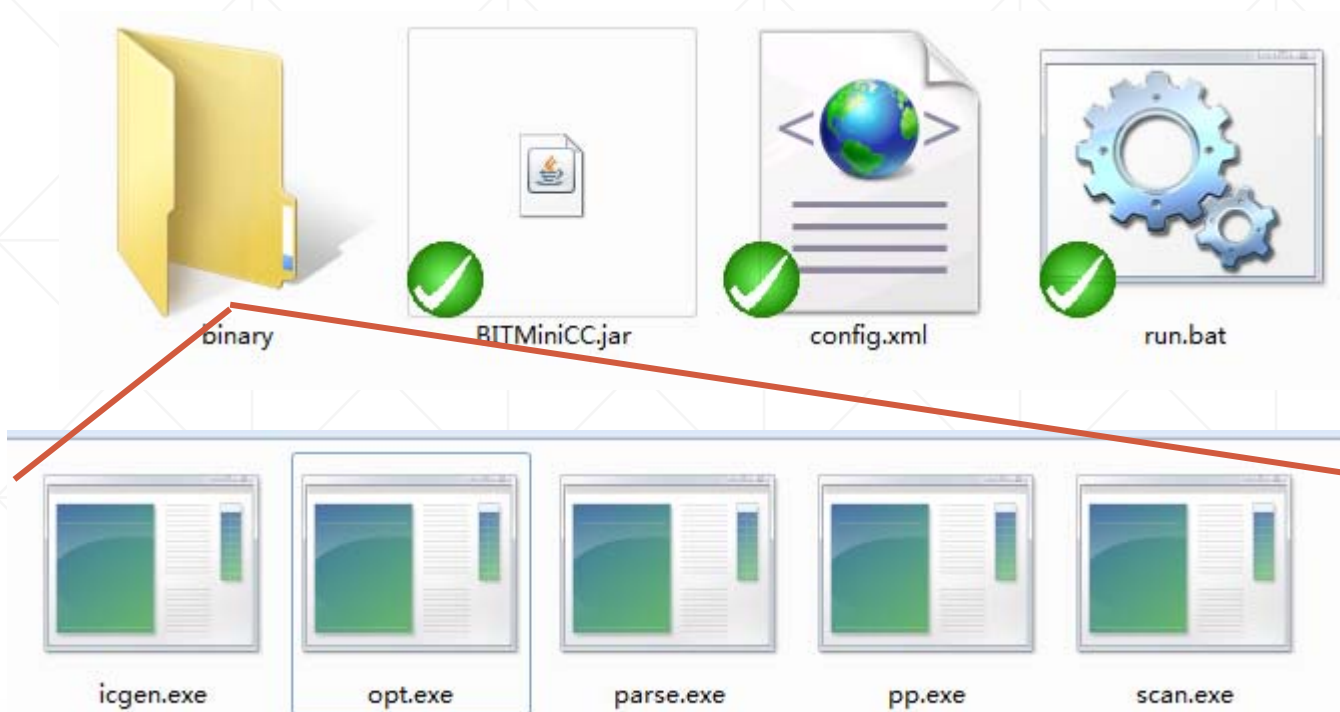 binary
BITMiniCC.jar
config.xml
run.bat
icgen.exe
opt.exe
parse.exe
pp.exe
scan.exe